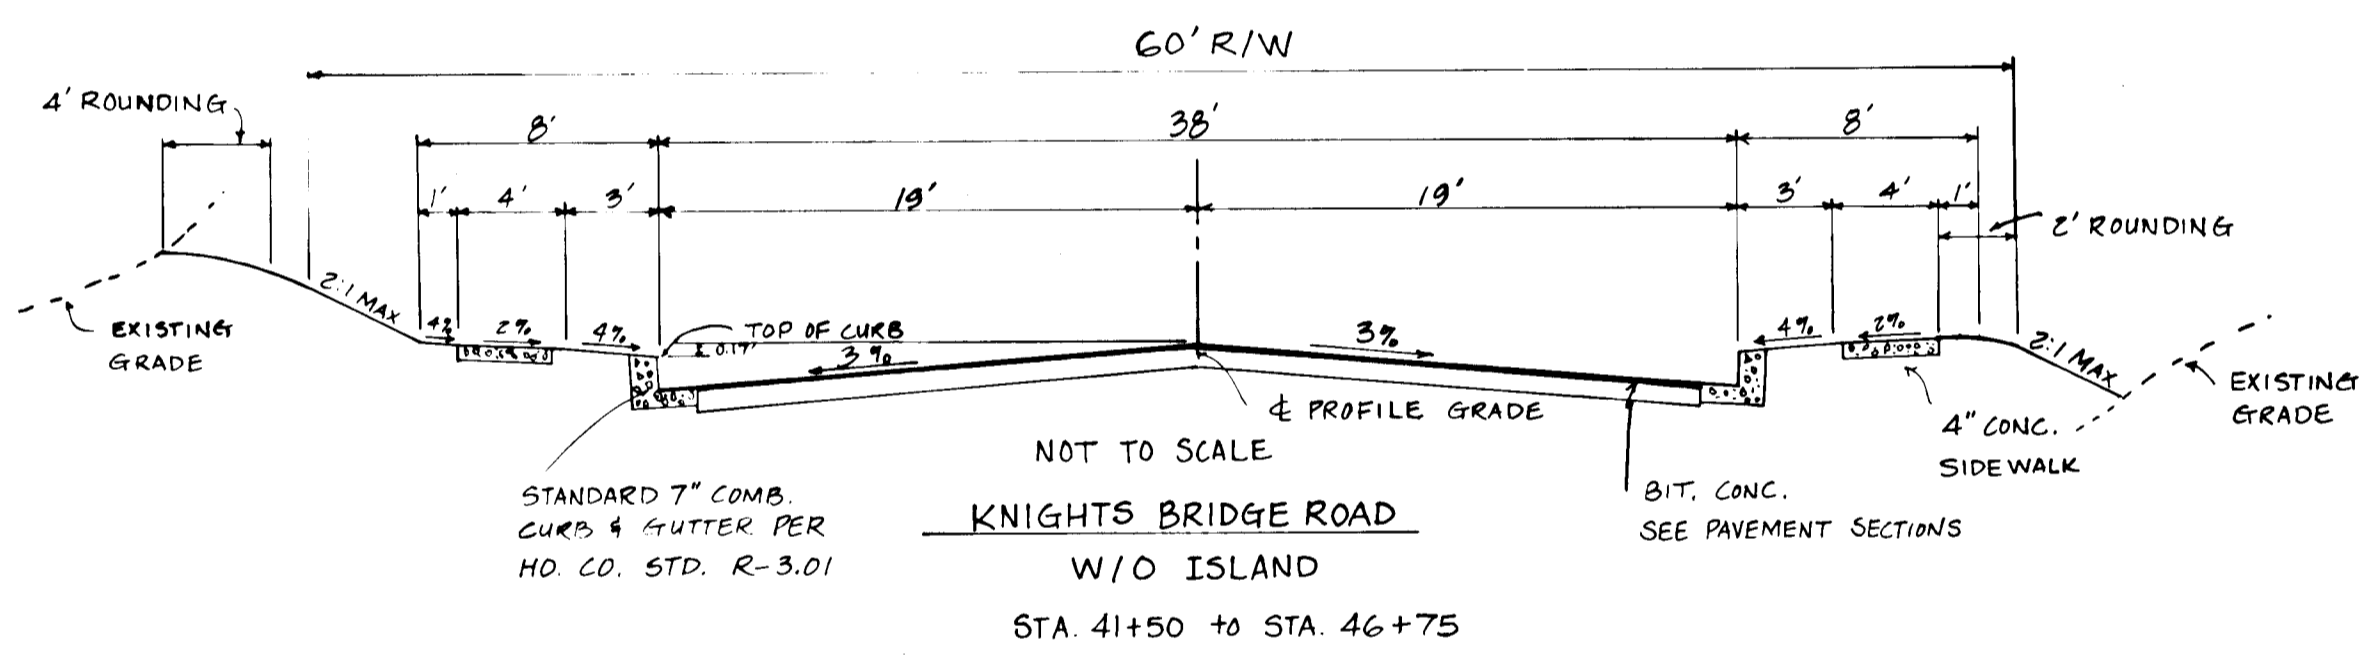 60' R/W
4' ROUNDING
8'
38'
8'
1'
4'
3'
19'
19'
3'
4'
1'
2' ROUNDING
2:1 MAX
4%
2%
4%
TOP OF CURB
0.17'
3%
3%
4%
2%
2:1 MAX
EXISTING
GRADE
EXISTING
GRADE
℄ PROFILE GRADE
4" CONC.
SIDEWALK
NOT TO SCALE
STANDARD 7" COMB.
CURB & GUTTER PER
HO. CO. STD. R-3.01
BIT. CONC.
SEE PAVEMENT SECTIONS
KNIGHTS BRIDGE ROAD
W/O ISLAND
STA. 41+50 to STA. 46+75